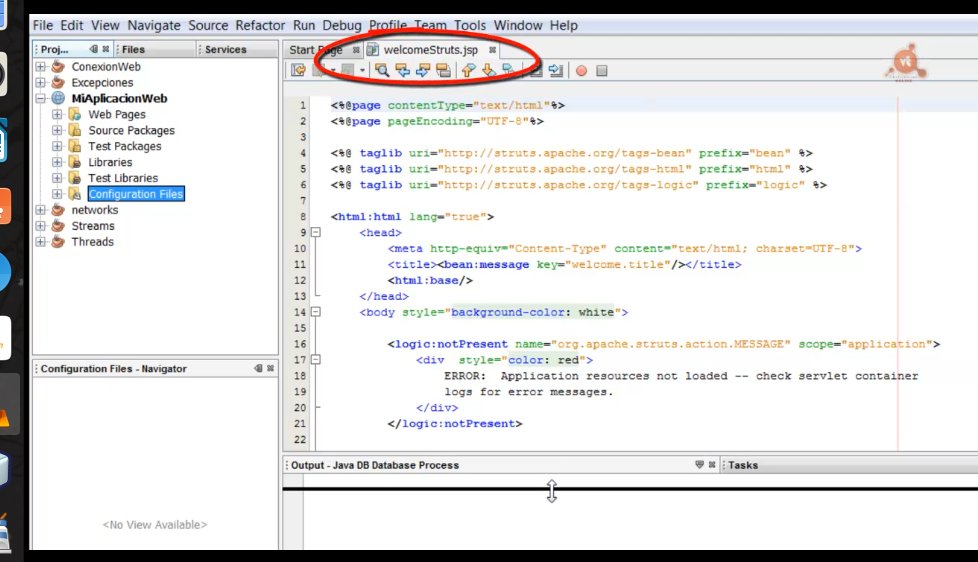 File Edit View Navigate Source Refactor Run Debug Profile Team Tools Window Help
Proj... Files Services
ConexionWeb
Excepciones
MiAplicacionWeb
Web Pages
Source Packages
Test Packages
Libraries
Test Libraries
Configuration Files
networks
Streams
Threads
Configuration Files - Navigator
<No View Available>
Start Page welcomeStruts.jsp
1 <%@page contentType="text/html"%>
2 <%@page pageEncoding="UTF-8"%>
3
4 <%@ taglib uri="http://struts.apache.org/tags-bean" prefix="bean" %>
5 <%@ taglib uri="http://struts.apache.org/tags-html" prefix="html" %>
6 <%@ taglib uri="http://struts.apache.org/tags-logic" prefix="logic" %>
7
8 <html:html lang="true">
9 <head>
10 <meta http-equiv="Content-Type" content="text/html; charset=UTF-8">
11 <title><bean:message key="welcome.title"/></title>
12 <html:base/>
13 </head>
14 <body style="background-color: white">
15
16 <logic:notPresent name="org.apache.struts.action.MESSAGE" scope="application">
17 <div  style="color: red">
18 ERROR:  Application resources not loaded -- check servlet container
19 logs for error messages.
20 </div>
21 </logic:notPresent>
22
Output - Java DB Database Process Tasks